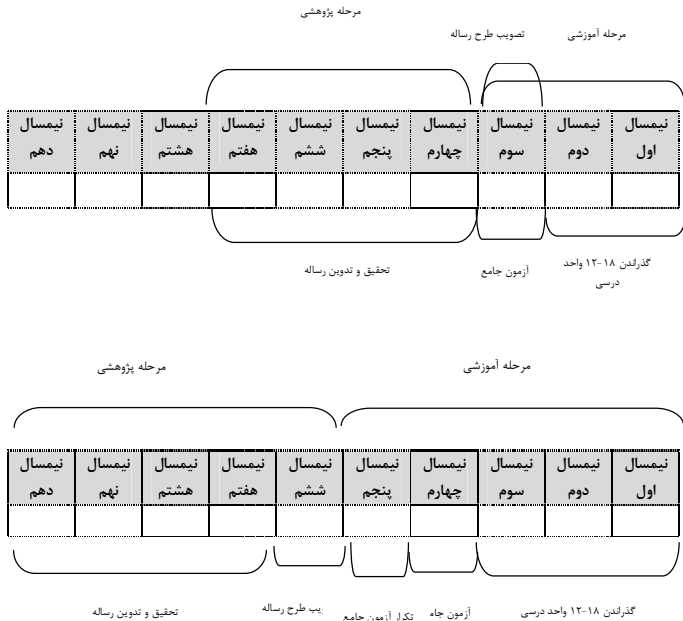 مرحله پژوهشی
مرحله آموزشی تصویب طرح رساله
نیمسال اول نیمسال دوم نیمسال سوم نیمسال چهارم نیمسال پنجم نیمسال ششم نیمسال هفتم نیمسال هشتم نیمسال نهم نیمسال دهم
گذراندن ۱۸-۱۲ واحد
درسی
آزمون جامع
تحقیق و تدوین رساله
مرحله آموزشی مرحله پژوهشی
نیمسال اول نیمسال دوم نیمسال سوم نیمسال چهارم نیمسال پنجم نیمسال ششم نیمسال هفتم نیمسال هشتم نیمسال نهم نیمسال دهم
گذراندن ۱۸-۱۲ واحد درسی آزمون جام تکرار آزمون جامع یب طرح رساله تحقیق و تدوین رساله